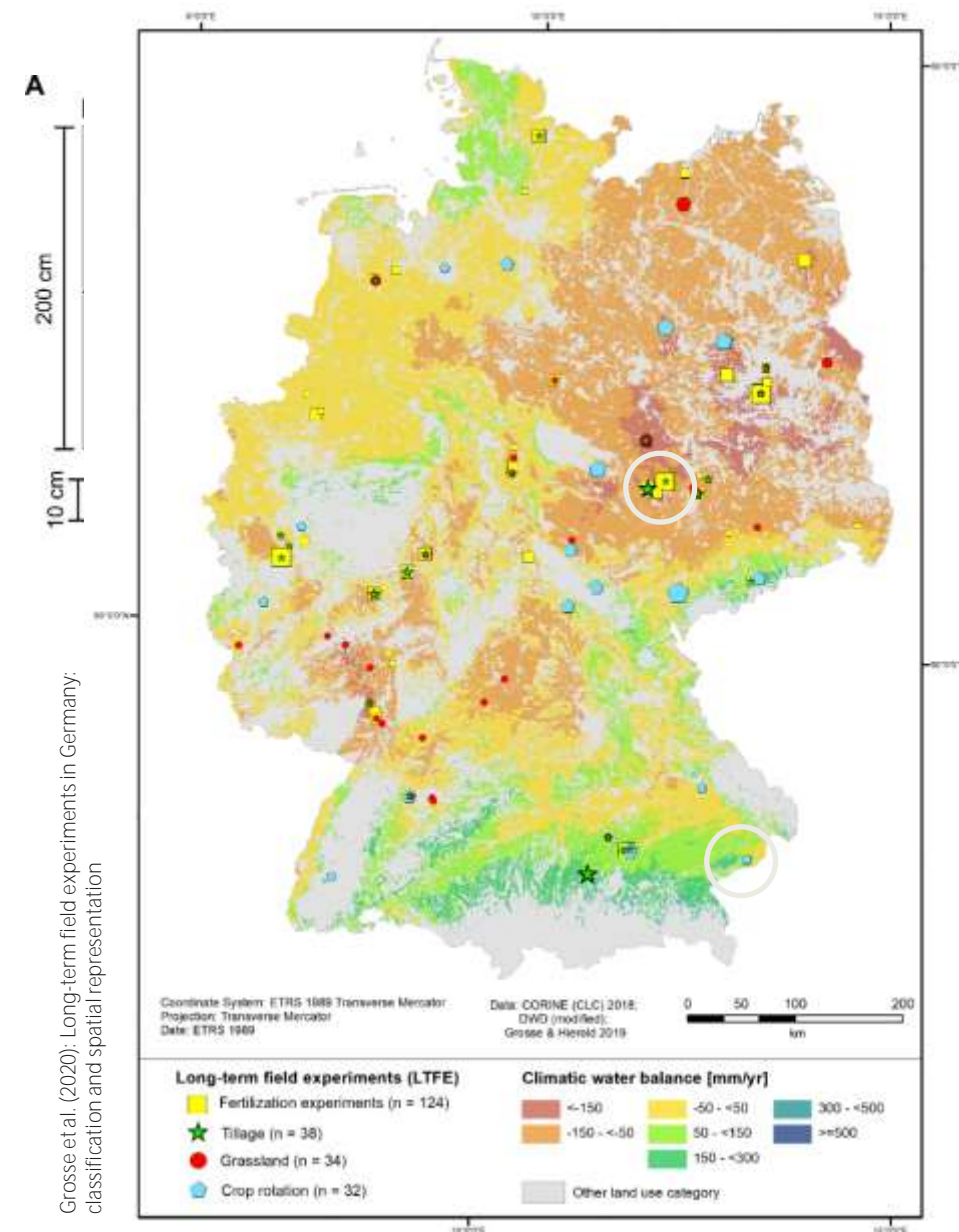 A
200 cm
10 cm
Grosse et al. (2020): Long-term field experiments in Germany:
classification and spatial representation
Coordinate System: ETRS 1989 Transverse Mercator
Projection: Transverse Mercator
Date: ETRS 1989
Data: CORINE (CLC) 2018;
DWD (modified);
Grosse & Hierold 2019
0 50 100 200
km
Long-term field experiments (LTFE)
Fertilization experiments (n = 124)
Tillage (n = 38)
Grassland (n = 34)
Crop rotation (n = 32)
Climatic water balance [mm/yr]
<-150
-150 - <-50
-50 - <50
50 - <150
150 - <300
300 - <500
>=500
Other land use category